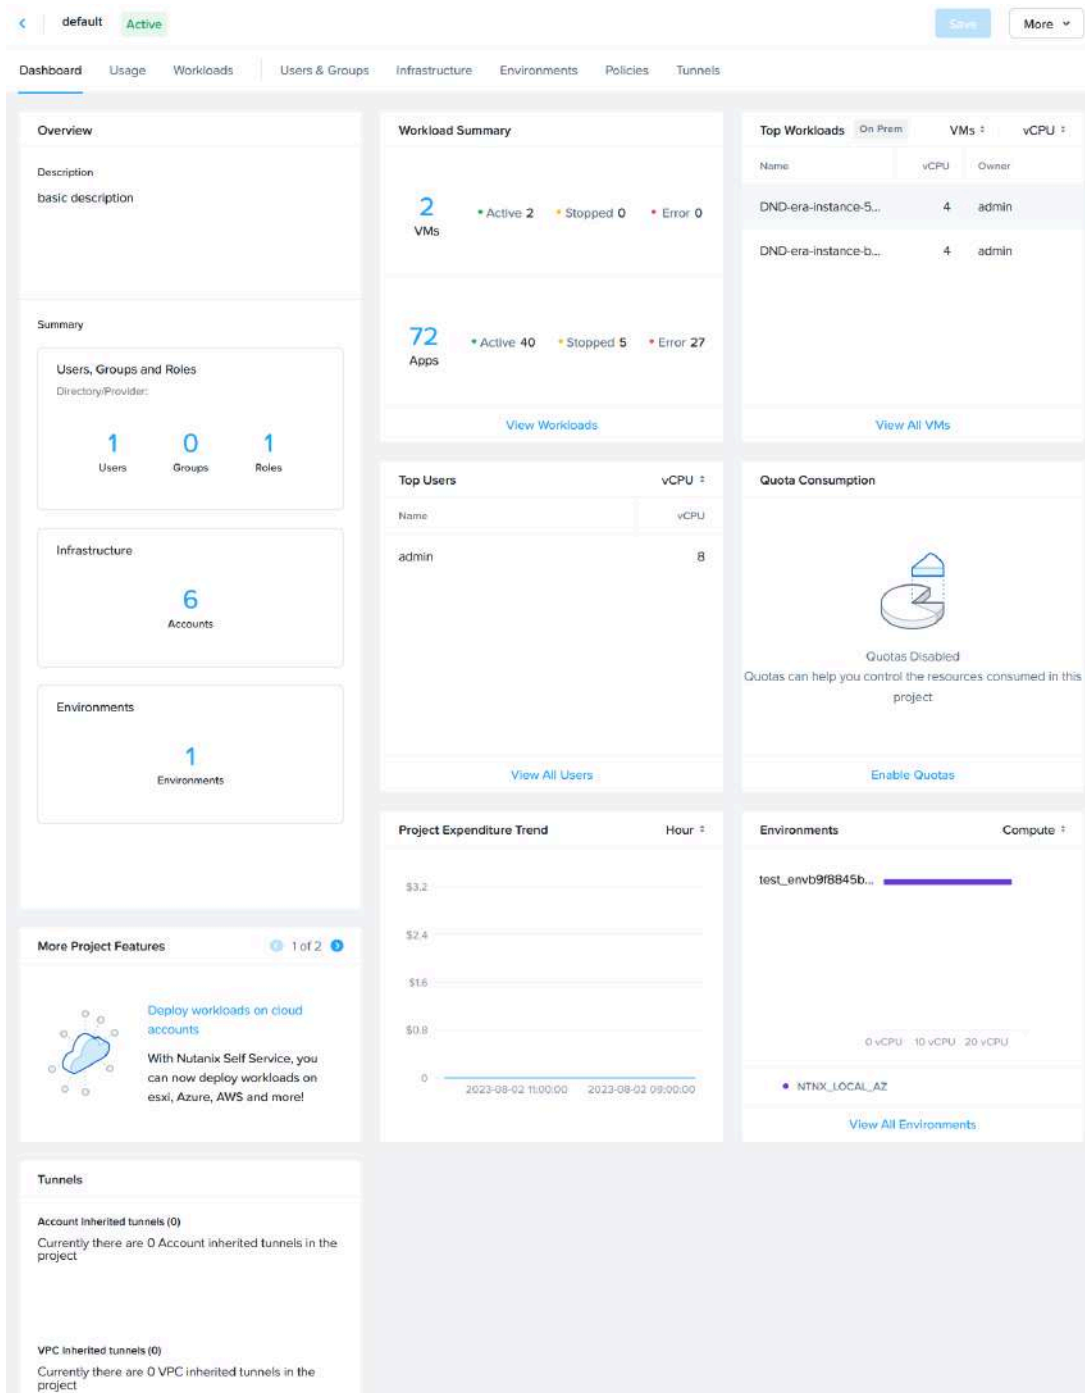 default Active Save More
Dashboard Usage Workloads Users & Groups Infrastructure Environments Policies Tunnels
Overview
Description
basic description
Summary
Users, Groups and Roles
Directory/Provider:
1 0 1
Users Groups Roles
Infrastructure
6
Accounts
Environments
1
Environments
More Project Features 1 of 2
Deploy workloads on cloud
accounts
With Nutanix Self Service, you
can now deploy workloads on
esxi, Azure, AWS and more!
Tunnels
Account Inherited tunnels (0)
Currently there are 0 Account inherited tunnels in the
project
VPC Inherited tunnels (0)
Currently there are 0 VPC inherited tunnels in the
project
Workload Summary
2 Active 2 Stopped 0 Error 0
VMs
72 Active 40 Stopped 5 Error 27
Apps
View Workloads
Top Users vCPU
Name vCPU
admin 8
View All Users
Project Expenditure Trend Hour
$3.2
$2.4
$1.6
$0.8
0
2023-08-02 11:00:00 2023-08-02 09:00:00
Top Workloads On Prem VMs vCPU
Name vCPU Owner
DND-era-instance-5... 4 admin
DND-era-instance-b... 4 admin
View All VMs
Quota Consumption
Quotas Disabled
Quotas can help you control the resources consumed in this
project
Enable Quotas
Environments Compute
test_envb9f8845b...
0 vCPU 10 vCPU 20 vCPU
NTNX_LOCAL_AZ
View All Environments